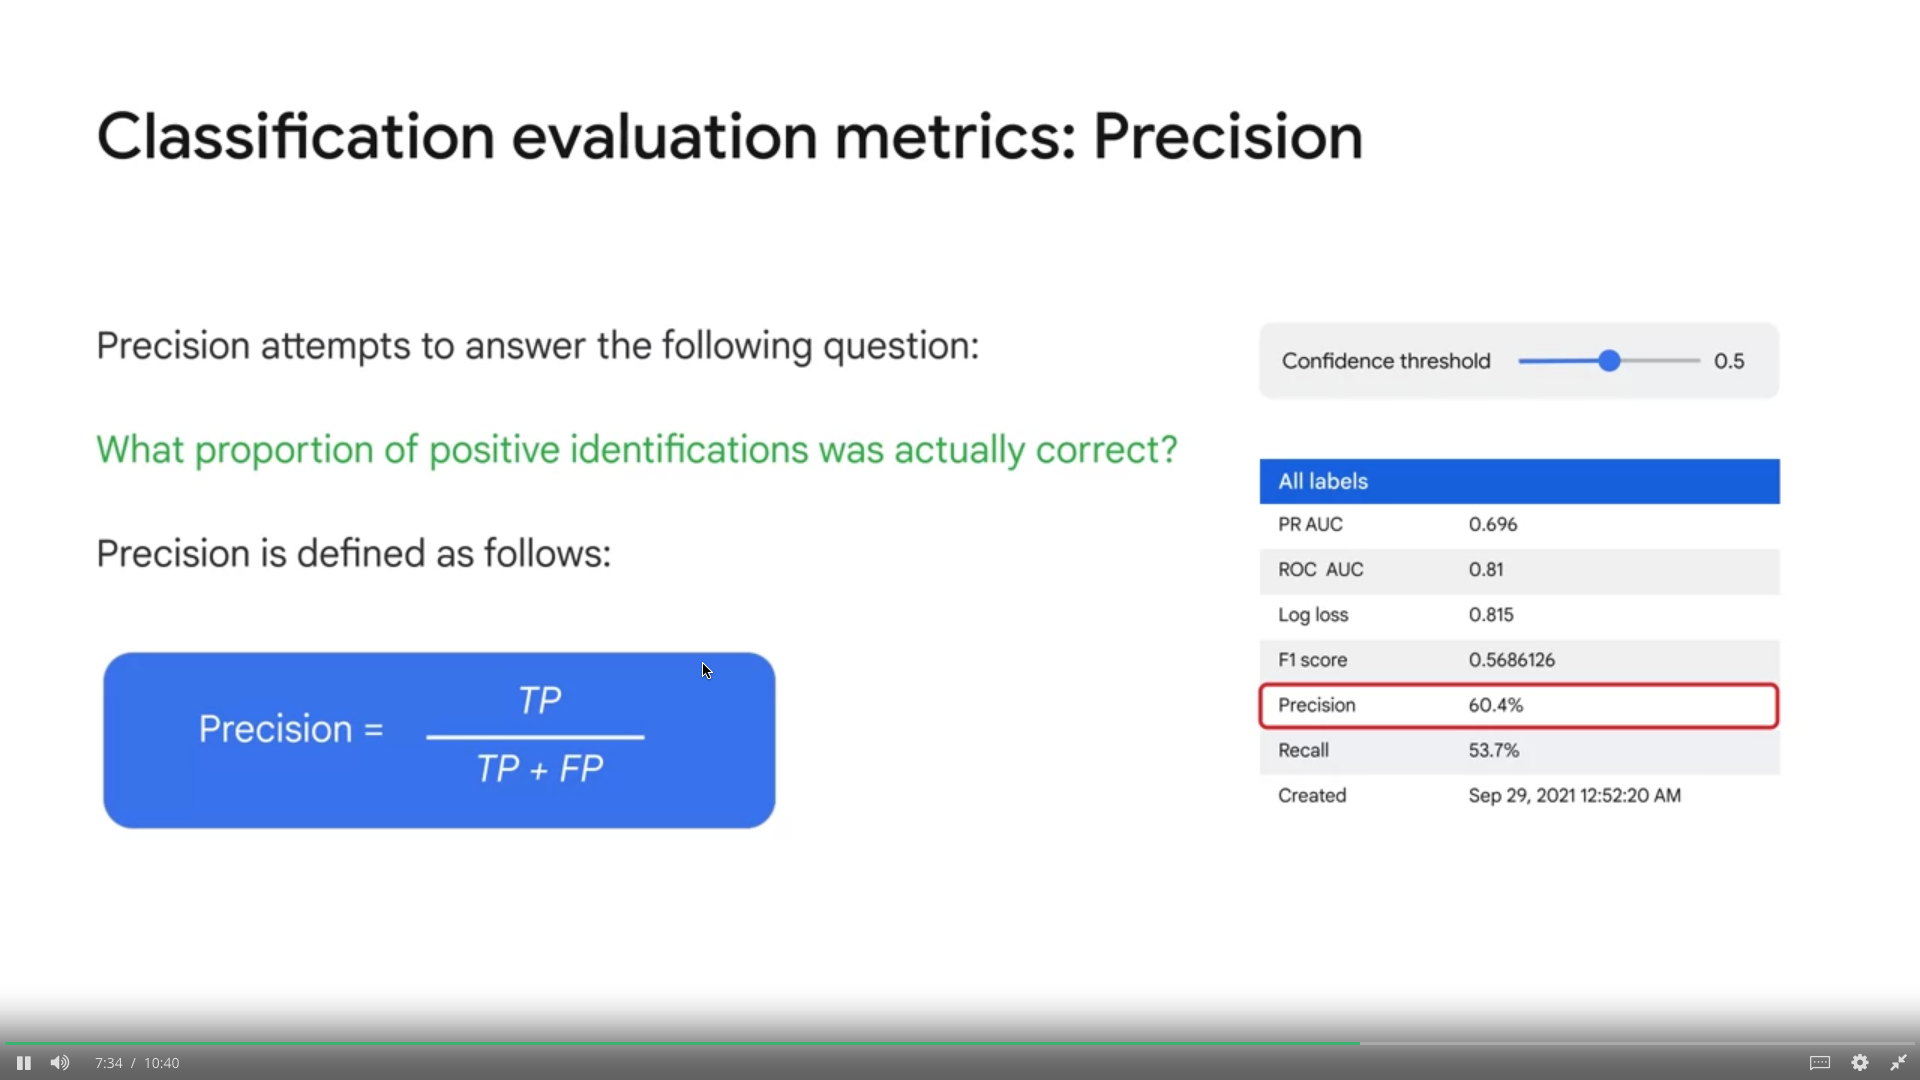 Classification evaluation metrics: Precision
Precision attempts to answer the following question:
What proportion of positive identifications was actually correct?
Precision is defined as follows:
Precision =
TP
TP + FP
Confidence threshold 0.5
All labels
PR AUC 0.696
ROC AUC 0.81
Log loss 0.815
F1 score 0.5686126
Precision 60.4%
Recall 53.7%
Created Sep 29, 2021 12:52:20 AM
7:34 / 10:40